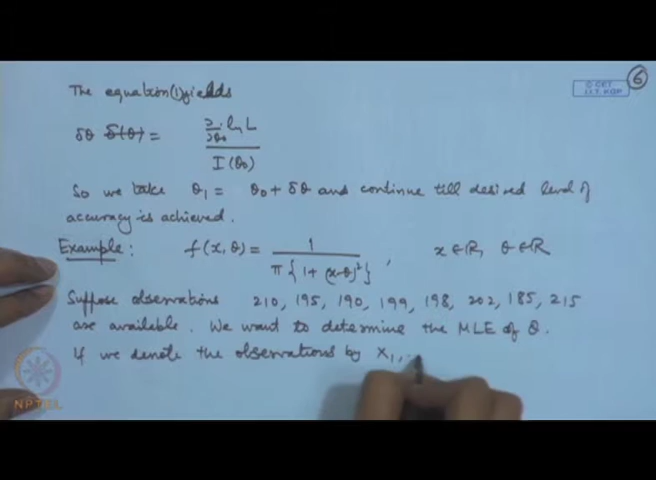 6
© CET
I.I.T. KGP
The equation(1) yields
δθ δ(θ) = ∂/∂θ₀ ln L / I(θ₀)
So we take θ₁ = θ₀ + δθ and continue till desired level of
accuracy is achieved.
Example: f(x,θ) = 1 / π{1+(x-θ)²}, x∈R, θ∈R
Suppose observations 210, 195, 190, 199, 198, 202, 185, 215
are available. We want to determine the MLE of θ.
If we denote the observations by x₁,..
NPTEL